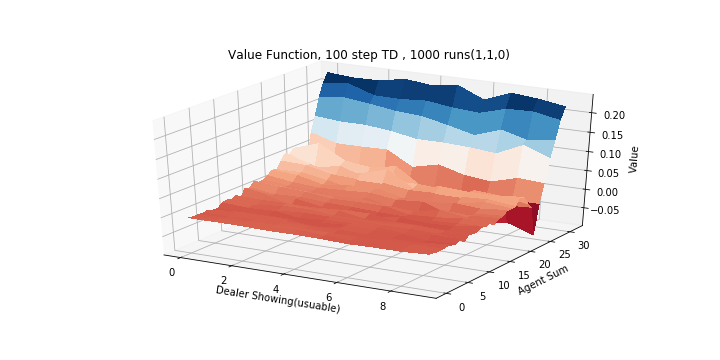 Value Function, 100 step TD , 1000 runs(1,1,0)
0.20
0.15
0.10
0.05
0.00
−0.05
Value
0 2 4 6 8
Dealer Showing(usuable)
0 5 10 15 20 25 30
Agent Sum